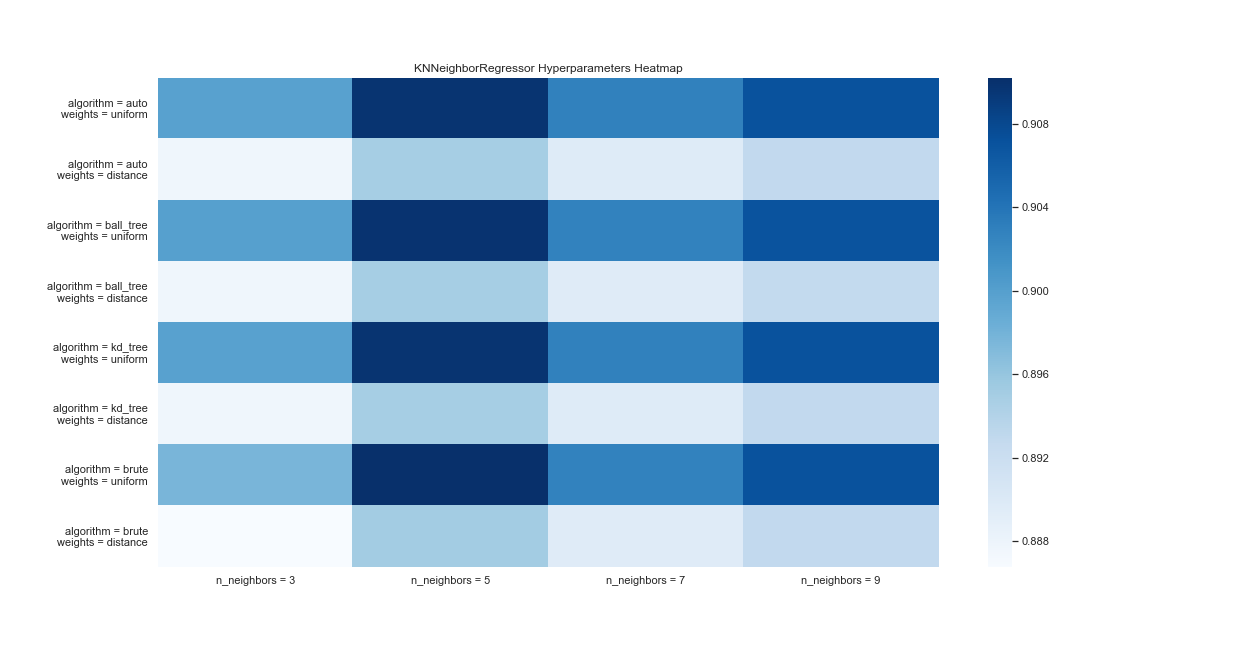 KNNeighborRegressor Hyperparameters Heatmap
algorithm = auto
weights = uniform
algorithm = auto
weights = distance
algorithm = ball_tree
weights = uniform
algorithm = ball_tree
weights = distance
algorithm = kd_tree
weights = uniform
algorithm = kd_tree
weights = distance
algorithm = brute
weights = uniform
algorithm = brute
weights = distance
n_neighbors = 3
n_neighbors = 5
n_neighbors = 7
n_neighbors = 9
0.908
0.904
0.900
0.896
0.892
0.888